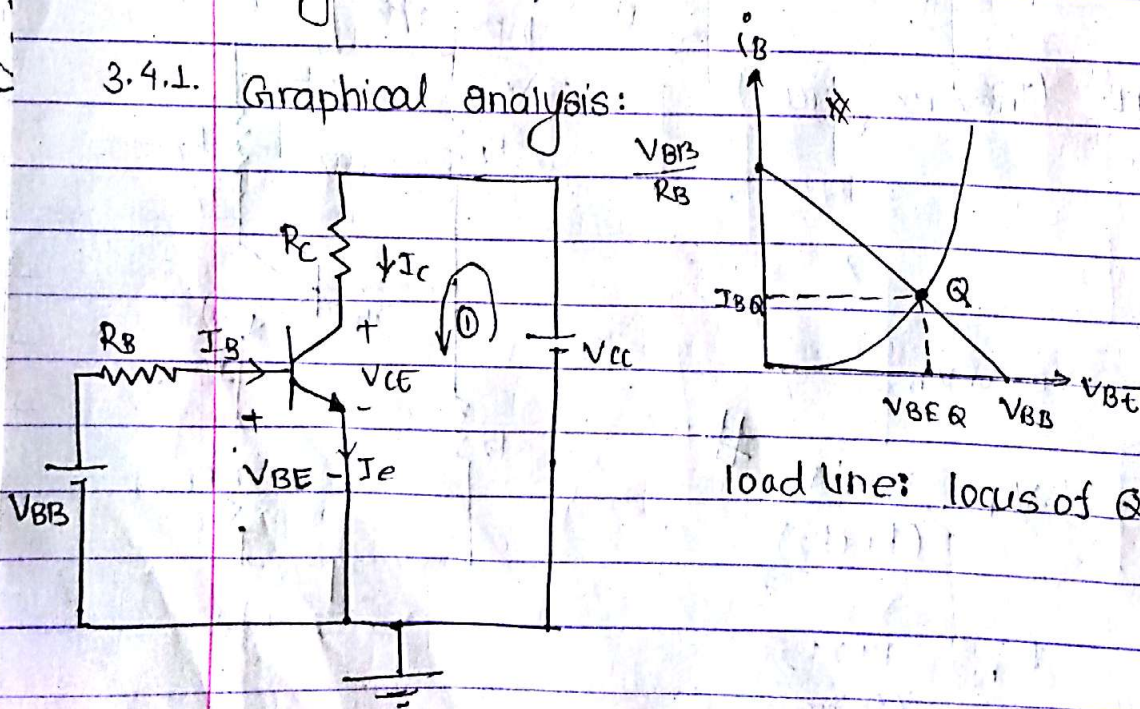 3.4.1. Graphical analysis:
iB
VBB
RB
IBQ
Q
VBEQ
VBB
VBE
load line: locus of Q
RC
↓IC
①
+
VCE
-
VCC
RB
IB
+
VBE
-
Ie
VBB